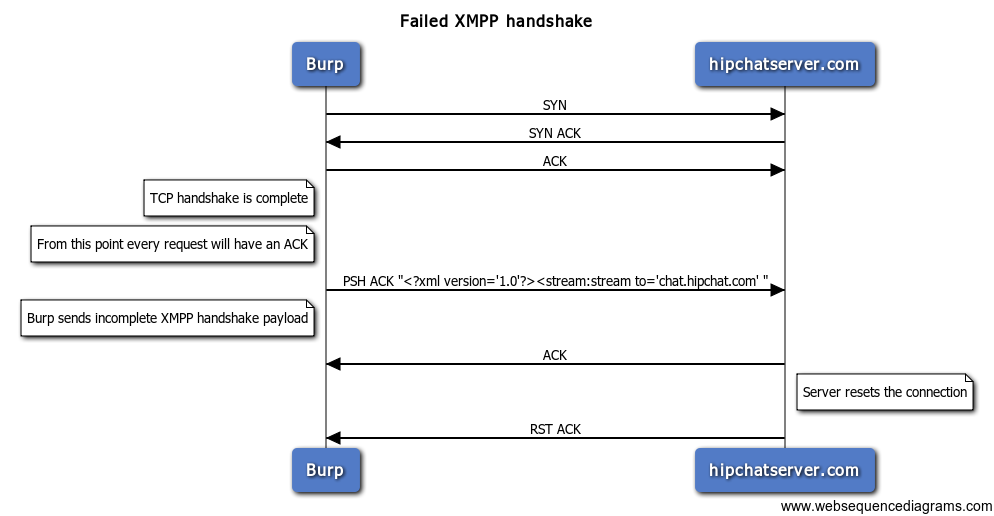 Failed XMPP handshake
Burp
hipchatserver.com
SYN
SYN ACK
ACK
TCP handshake is complete
From this point every request will have an ACK
PSH ACK "<?xml version='1.0'?><stream:stream to='chat.hipchat.com' "
Burp sends incomplete XMPP handshake payload
ACK
Server resets the connection
RST ACK
Burp
hipchatserver.com
www.websequencediagrams.com